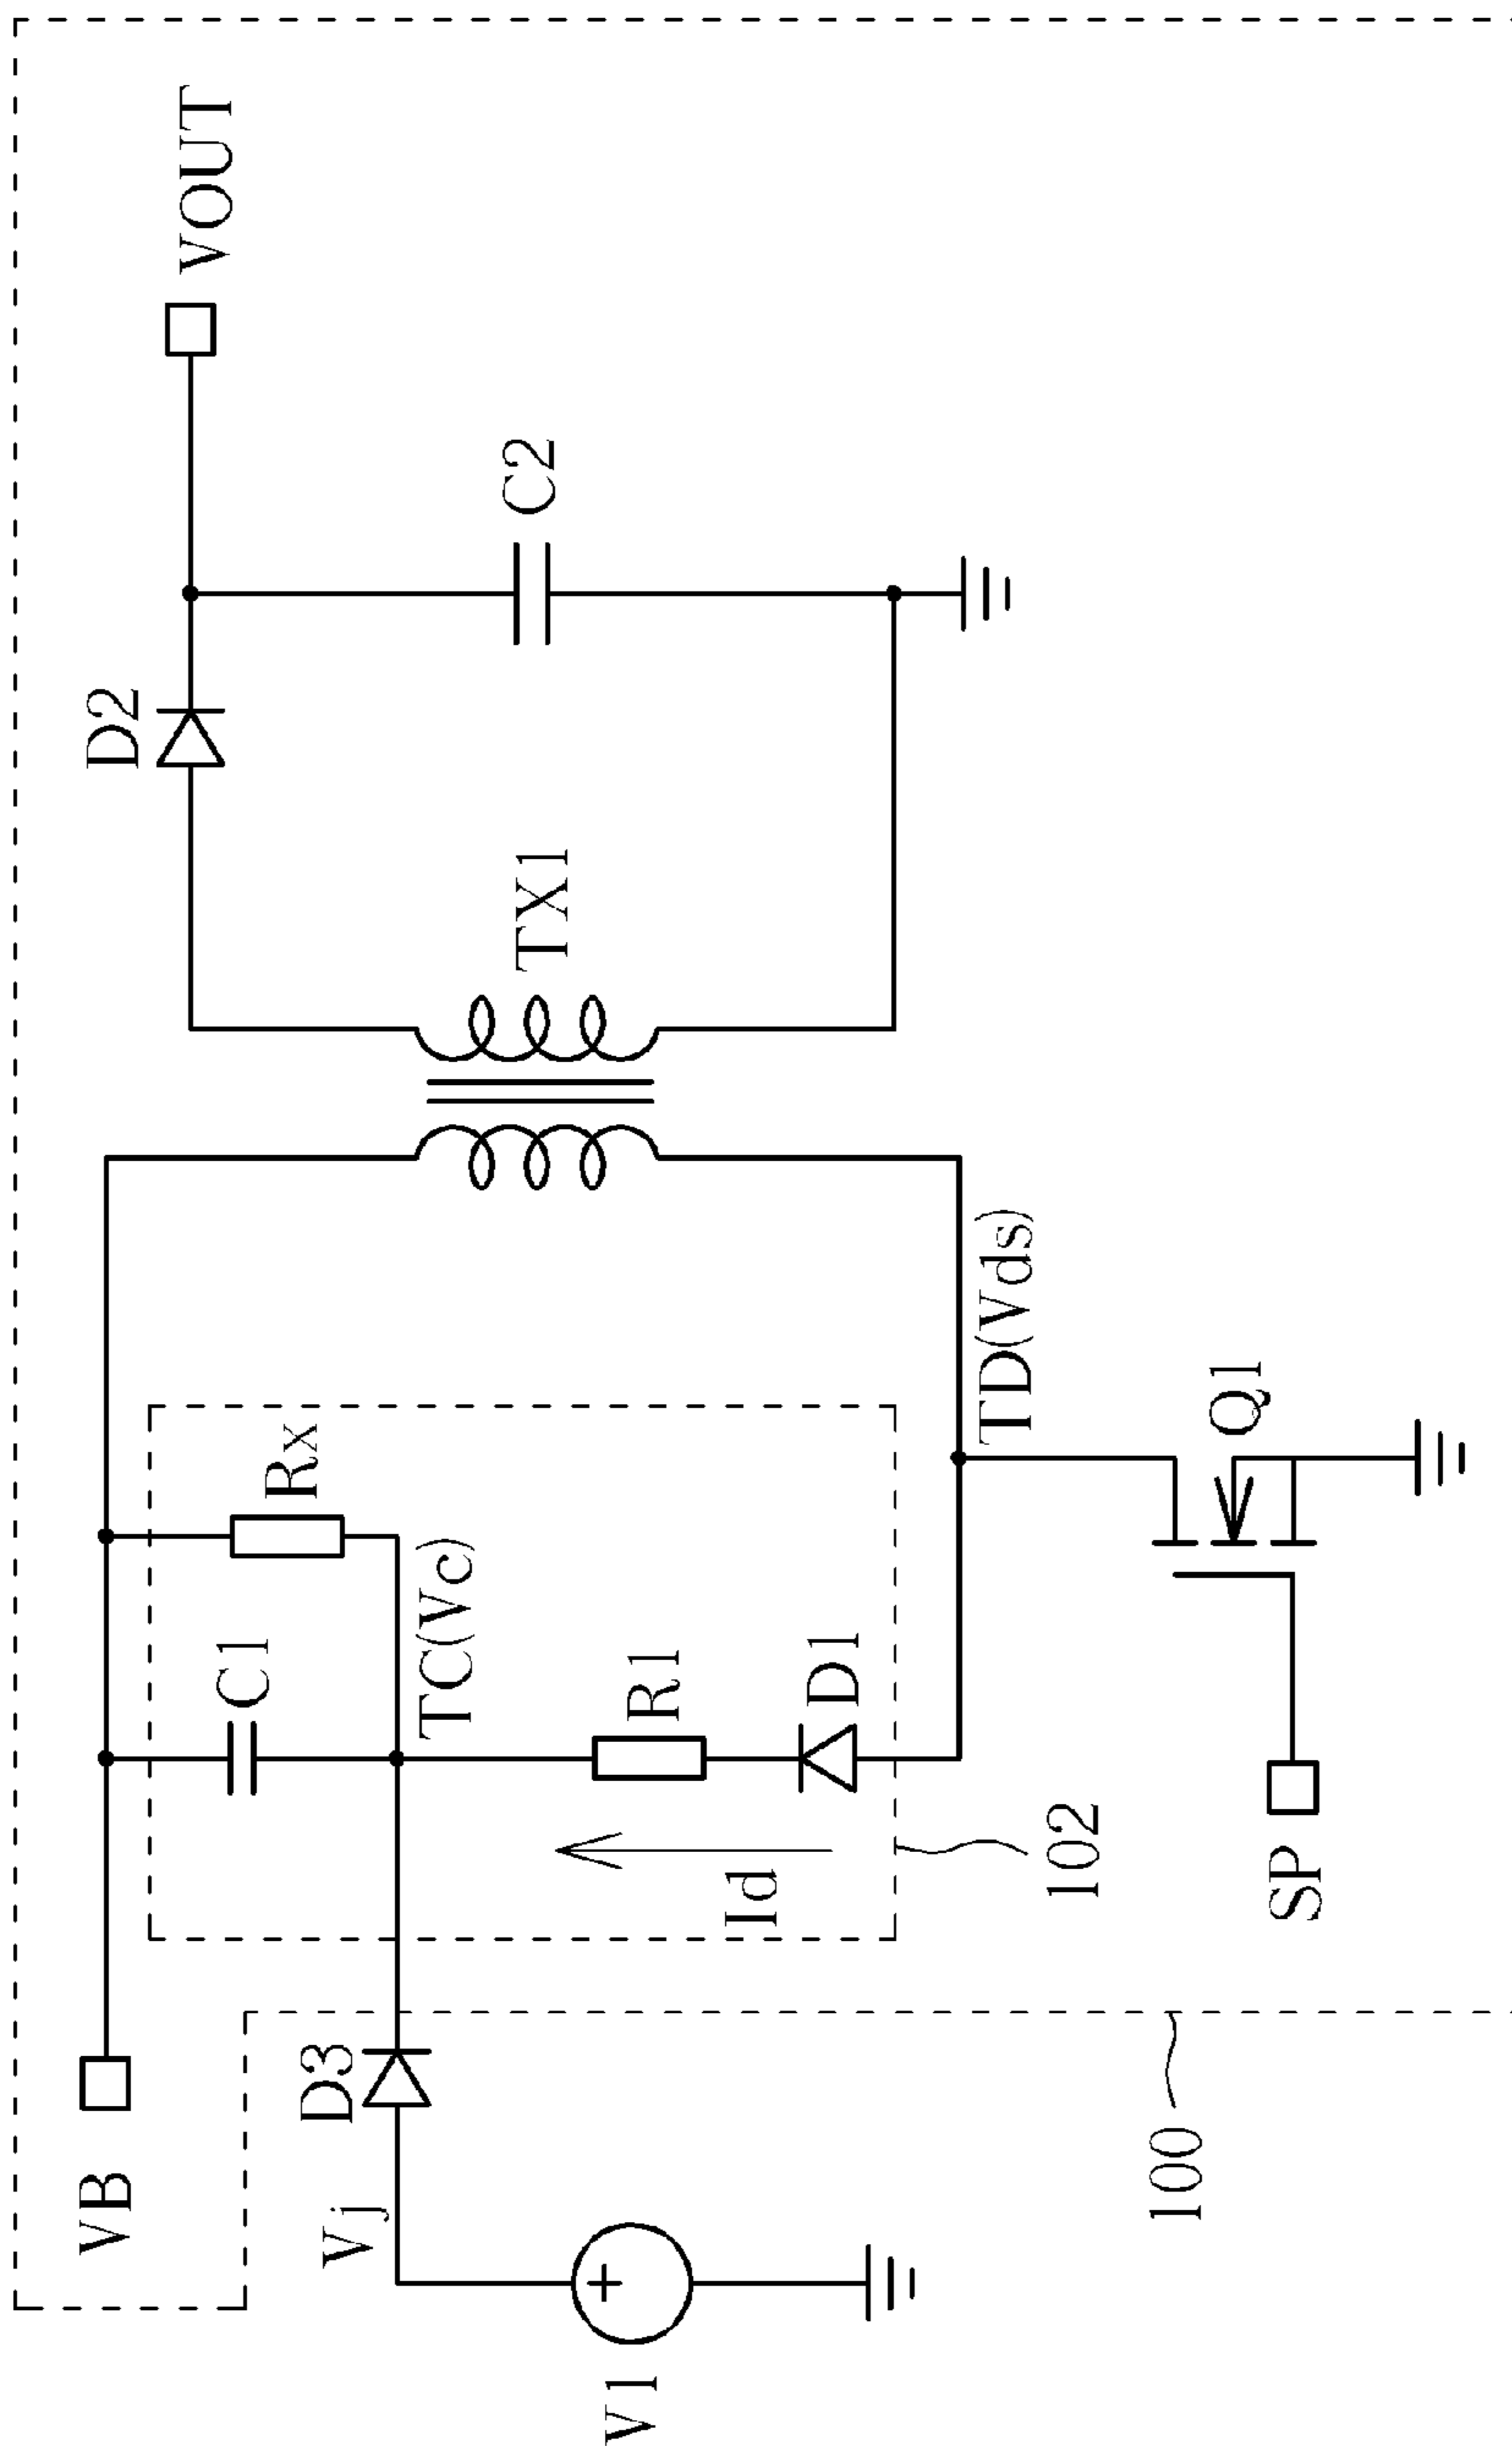 VOUT
D2
C2
TX1
TD(Vds)
Q1
Rx
C1
TC(Vc)
R1
D1
Id
102
SP
VB
D3
Vj
V1
100